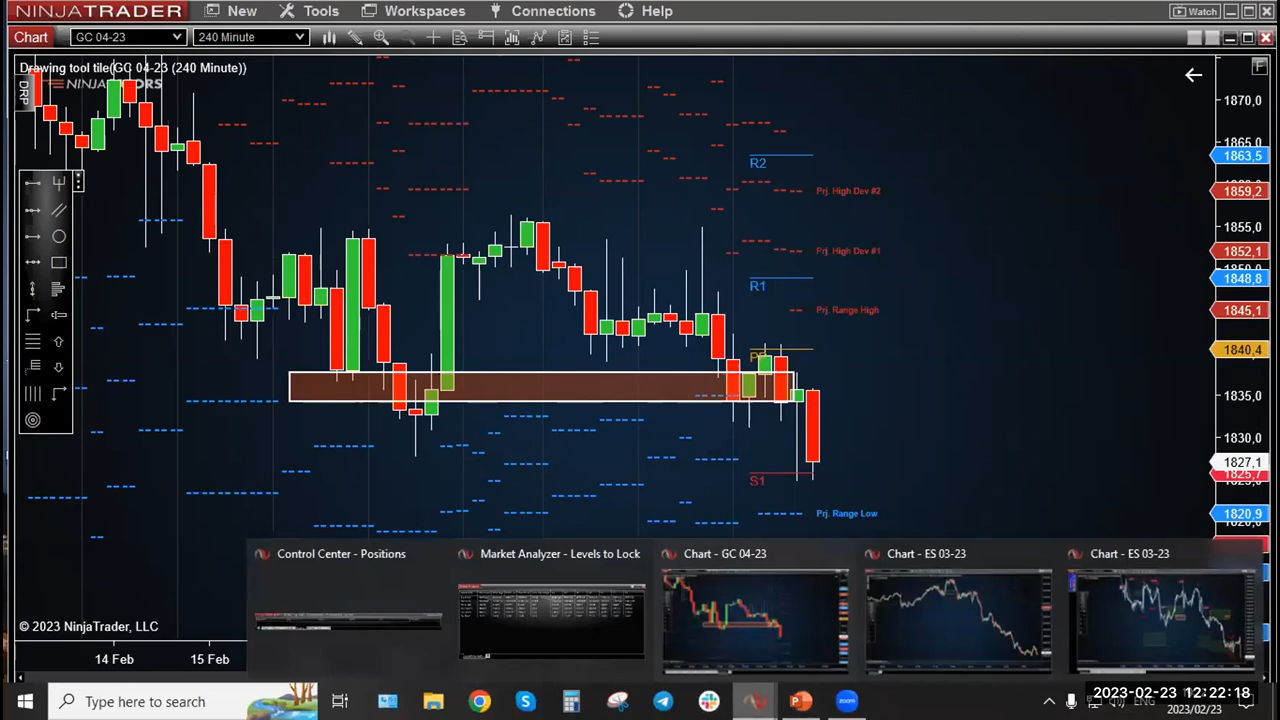 NINJATRADER New Tools Workspaces Connections Help Watch
Chart GC 04-23 240 Minute
Drawing tool tile(GC 04-23 (240 Minute))
DRP
F
1870,0
1865,0
R2
1863,5
Prj. High Dev #2
1859,2
1855,0
Prj. High Dev #1
1852,1
R1
1848,8
Prj. Range High
1845,1
1840,4
1835,0
1830,0
1827,1
S1
1825,7
Prj. Range Low
1820,9
Control Center - Positions
Market Analyzer - Levels to Lock
Chart - GC 04-23
Chart - ES 03-23
Chart - ES 03-23
© 2023 NinjaTrader, LLC
14 Feb 15 Feb
Type here to search
ENG
2023-02-23 12:22:18
2023/02/23